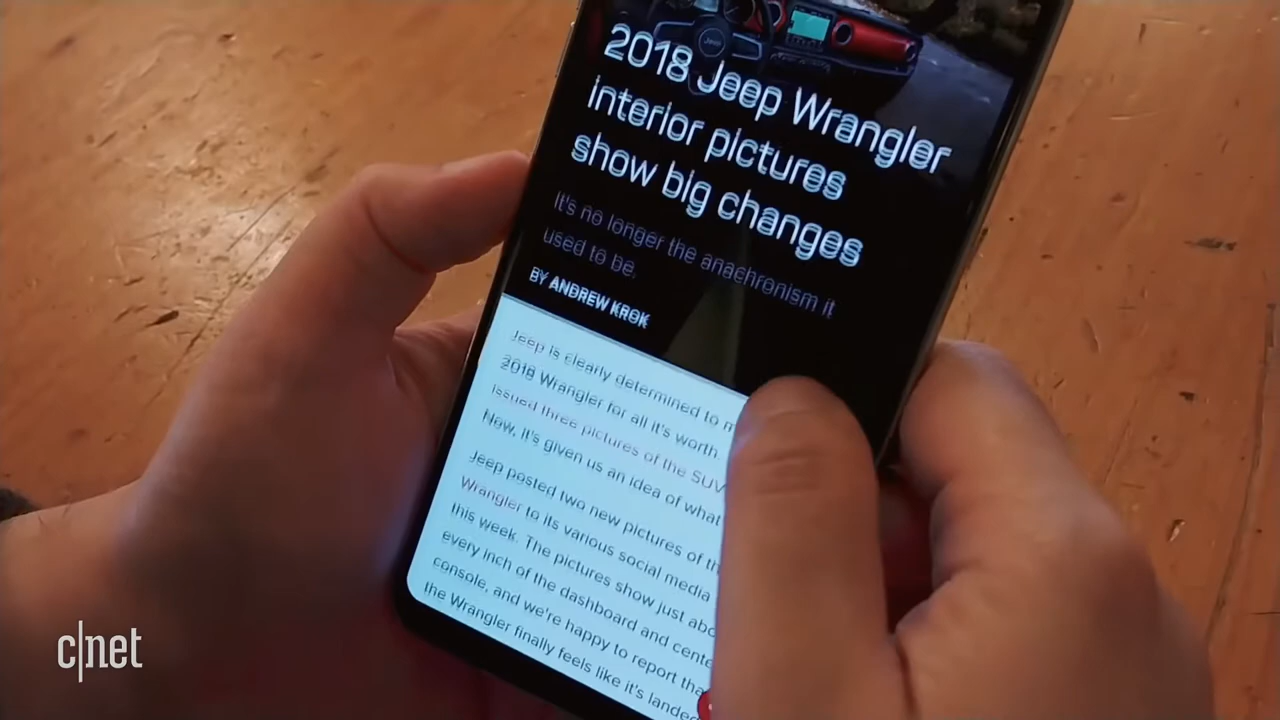 Jeep
2018 Jeep Wrangler
interior pictures
show big changes
It's no longer the anachronism it
used to be.
BY ANDREW KROK
Jeep is clearly determined to m
2018 Wrangler for all it's worth.
issued three pictures of the SUV
Now, it's given us an idea of what
Jeep posted two new pictures of th
Wrangler to its various social media
this week. The pictures show just abo
every inch of the dashboard and cente
console, and we're happy to report tha
the Wrangler finally feels like it's landed
c|net